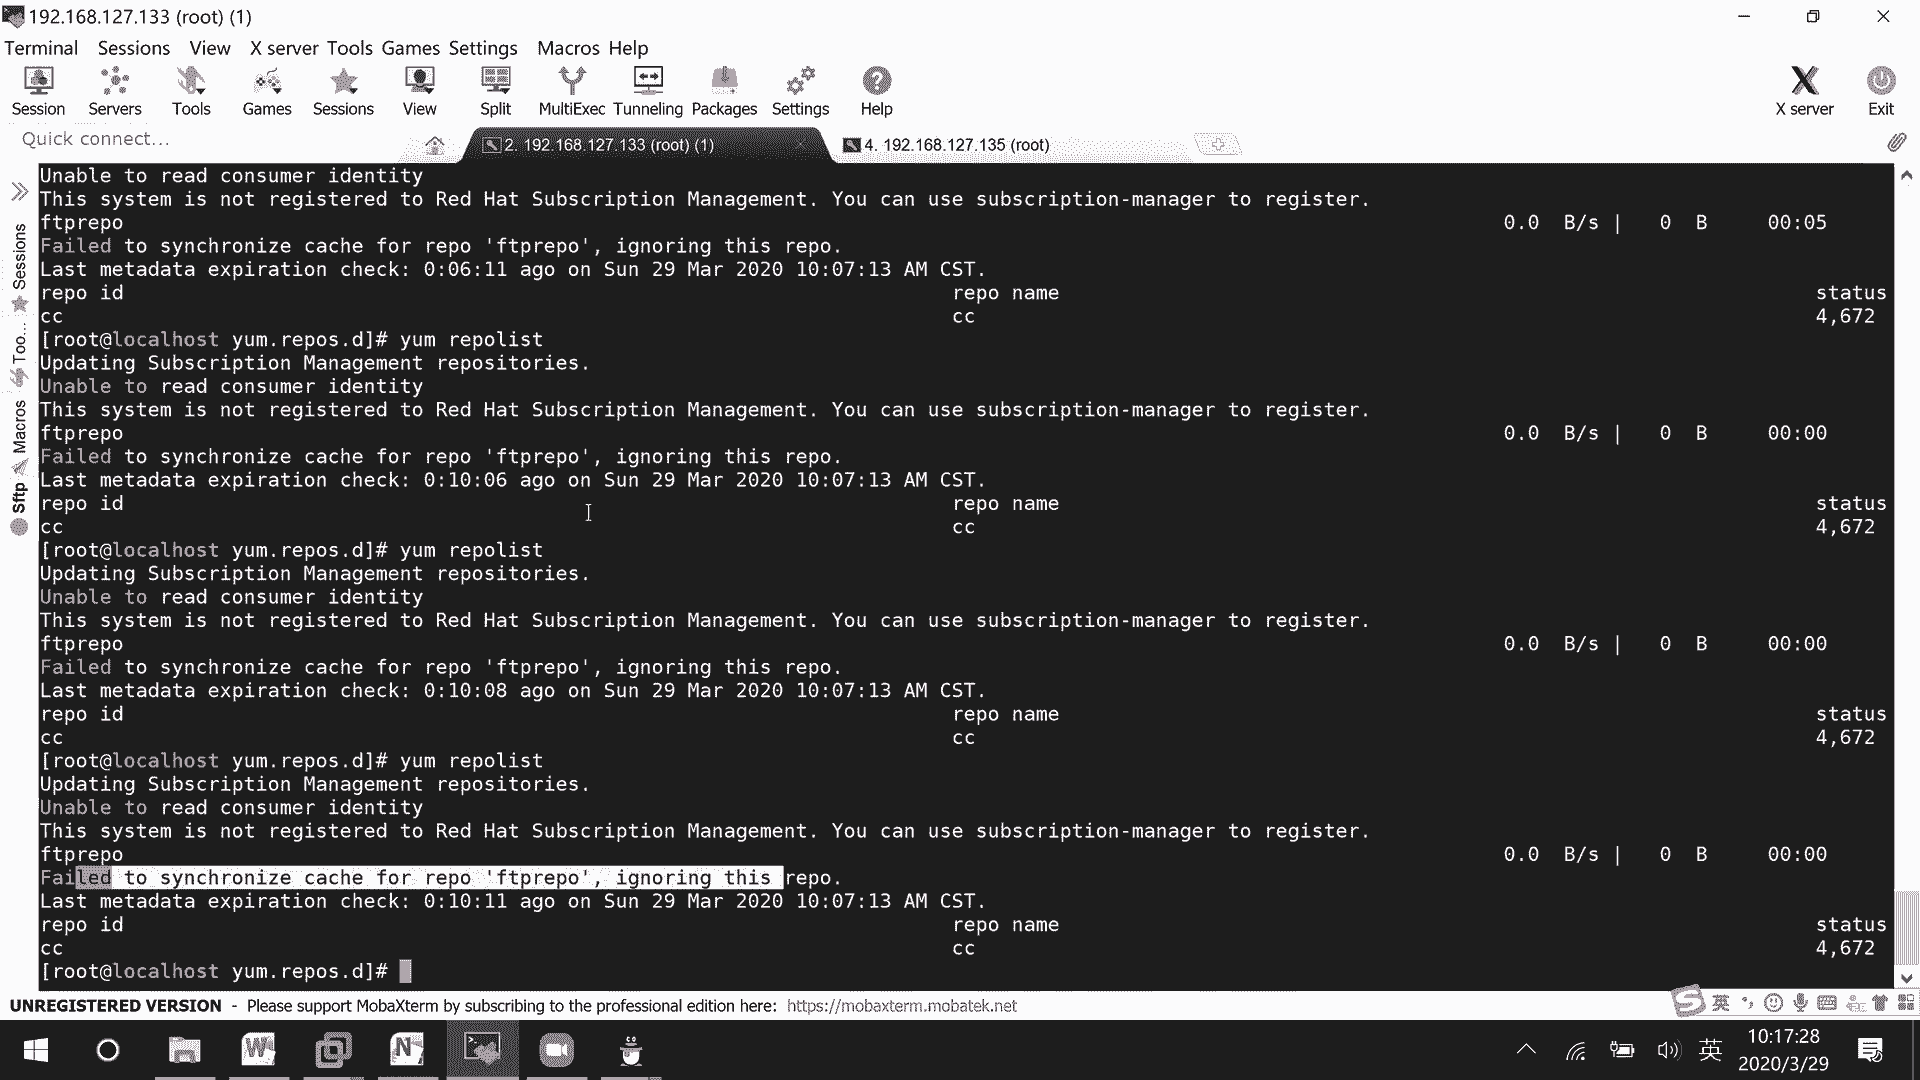 192.168.127.133 (root) (1)
Terminal Sessions View X server Tools Games Settings Macros Help
Session Servers Tools Games Sessions View Split MultiExec Tunneling Packages Settings Help X server Exit
Quick connect...
2. 192.168.127.133 (root) (1)
4. 192.168.127.135 (root)
Sessions
Too...
Macros
Sftp
Unable to read consumer identity
This system is not registered to Red Hat Subscription Management. You can use subscription-manager to register.
ftprepo 0.0 B/s | 0 B 00:05
Failed to synchronize cache for repo 'ftprepo', ignoring this repo.
Last metadata expiration check: 0:06:11 ago on Sun 29 Mar 2020 10:07:13 AM CST.
repo id repo name status
cc cc 4,672
[root@localhost yum.repos.d]# yum repolist
Updating Subscription Management repositories.
Unable to read consumer identity
This system is not registered to Red Hat Subscription Management. You can use subscription-manager to register.
ftprepo 0.0 B/s | 0 B 00:00
Failed to synchronize cache for repo 'ftprepo', ignoring this repo.
Last metadata expiration check: 0:10:06 ago on Sun 29 Mar 2020 10:07:13 AM CST.
repo id repo name status
cc cc 4,672
[root@localhost yum.repos.d]# yum repolist
Updating Subscription Management repositories.
Unable to read consumer identity
This system is not registered to Red Hat Subscription Management. You can use subscription-manager to register.
ftprepo 0.0 B/s | 0 B 00:00
Failed to synchronize cache for repo 'ftprepo', ignoring this repo.
Last metadata expiration check: 0:10:08 ago on Sun 29 Mar 2020 10:07:13 AM CST.
repo id repo name status
cc cc 4,672
[root@localhost yum.repos.d]# yum repolist
Updating Subscription Management repositories.
Unable to read consumer identity
This system is not registered to Red Hat Subscription Management. You can use subscription-manager to register.
ftprepo 0.0 B/s | 0 B 00:00
Failed to synchronize cache for repo 'ftprepo', ignoring this repo.
Last metadata expiration check: 0:10:11 ago on Sun 29 Mar 2020 10:07:13 AM CST.
repo id repo name status
cc cc 4,672
[root@localhost yum.repos.d]#
UNREGISTERED VERSION - Please support MobaXterm by subscribing to the professional edition here: https://mobaxterm.mobatek.net
英
英
10:17:28
2020/3/29